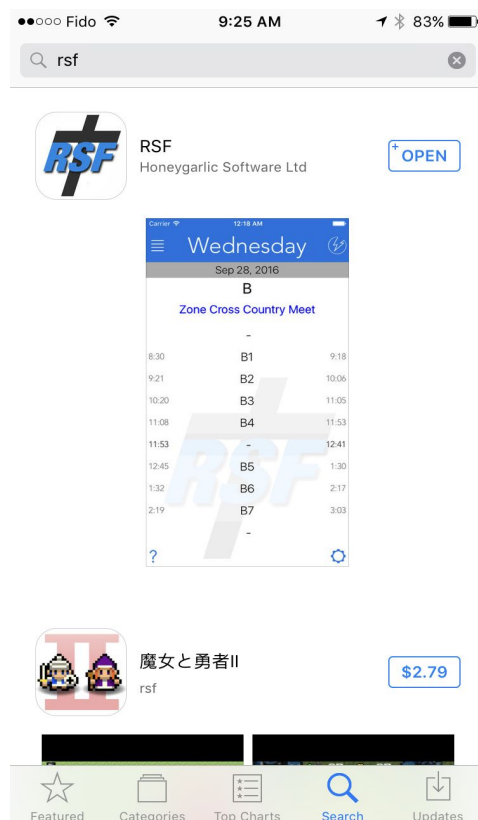 Fido 9:25 AM 83%
rsf
RSF
RSF
Honeygarlic Software Ltd
+ OPEN
Carrier 12:18 AM
Wednesday
Sep 28, 2016
B
Zone Cross Country Meet
-
8:30 B1 9:18
9:21 B2 10:06
10:20 B3 11:05
11:08 B4 11:53
11:53 - 12:41
12:45 B5 1:30
1:32 B6 2:17
2:19 B7 3:03
-
RSF
?
II
魔女と勇者II
rsf
$2.79
Featured Categories Top Charts Search Updates